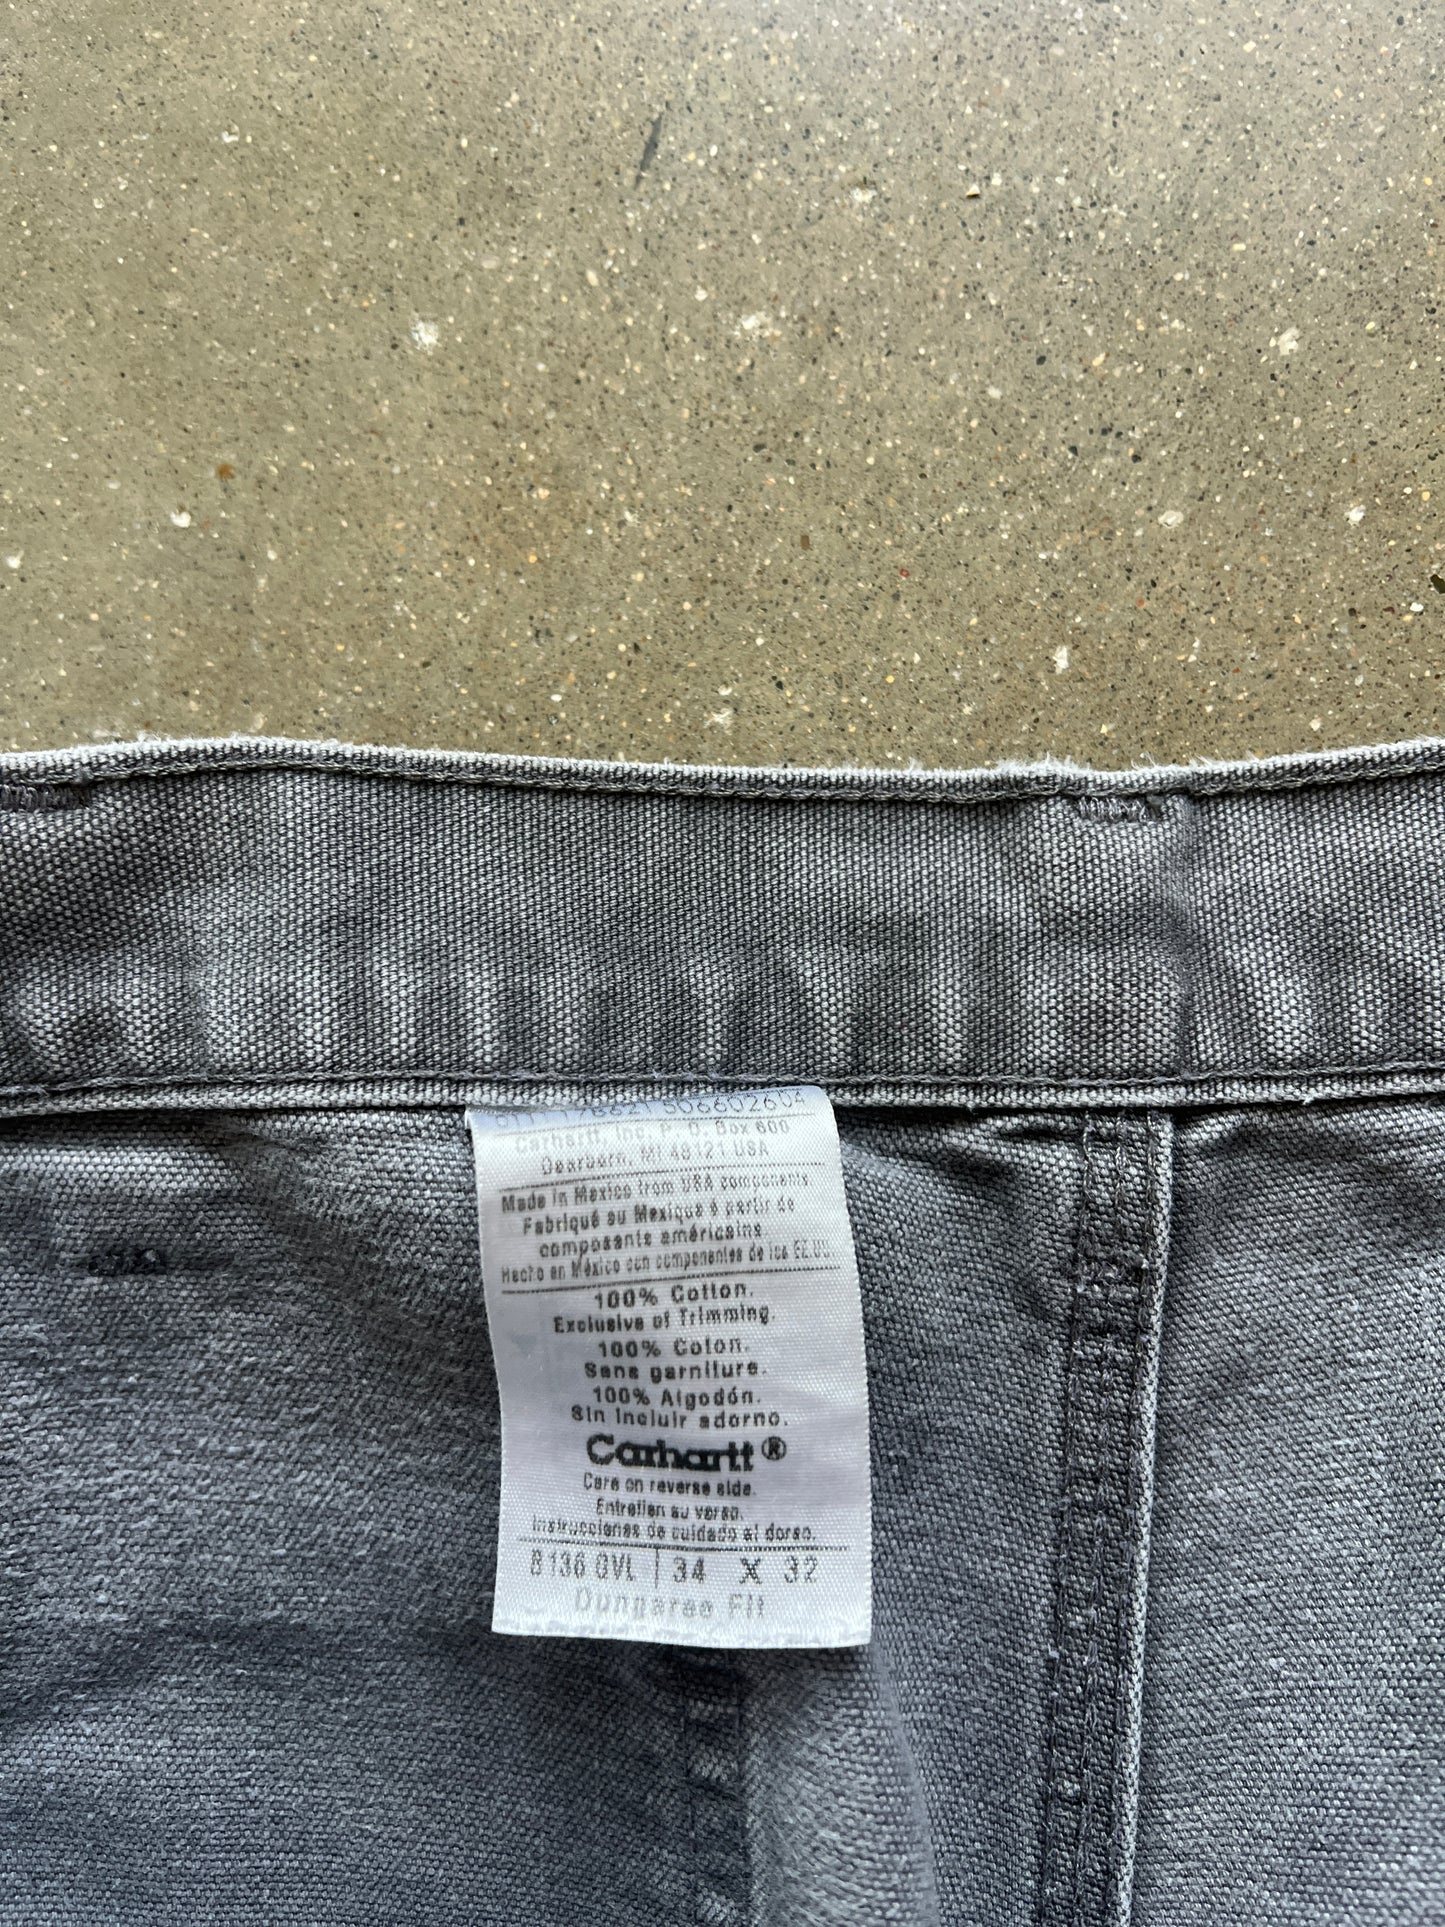 Carhartt, Inc. P. O. Box 600
Dearborn, MI 48121 USA
Made in Mexico from USA components.
Fabriqué au Mexique á partir de
composants américains
Hecho en México con componentes de los EE.UU.
100% Cotton.
Exclusive of Trimming.
100% Coton.
Sans garniture.
100% Algodón.
Sin incluir adorno.
Carhartt®
Care on reverse side.
Entretien au verso.
Instrucciones de cuidado al dorso.
B136 GVL | 34 X 32
Dungaree Fit